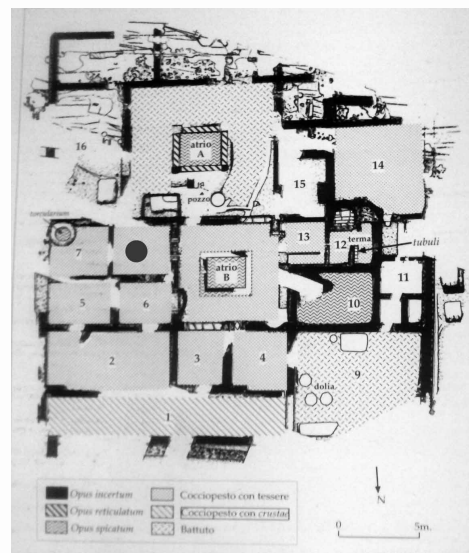 atrio
A
16
14
15
pozzo
torcularium
13
12
terma
tubuli
7
atrio
B
11
5
6
10
2
3
4
9
dolia
1
N
Opus incertum
Cocciopesto con tessere
Opus reticulatum
Cocciopesto con crustae
Opus spicatum
Battuto
0
5m.